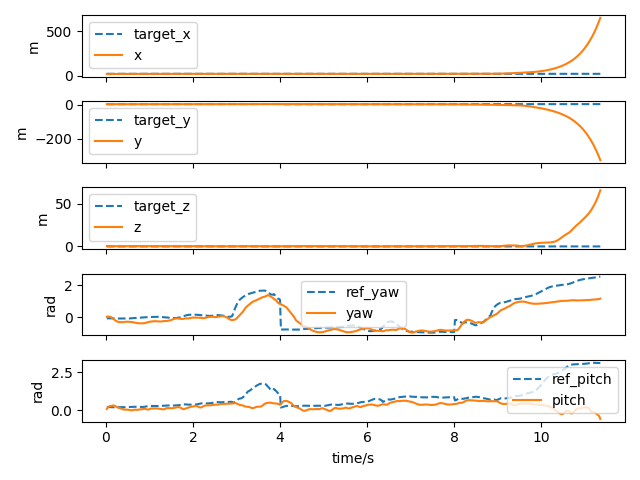 500
0
m
target_x
x
0
−200
m
target_y
y
50
0
m
target_z
z
2
0
rad
ref_yaw
yaw
2.5
0.0
rad
ref_pitch
pitch
0 2 4 6 8 10
time/s